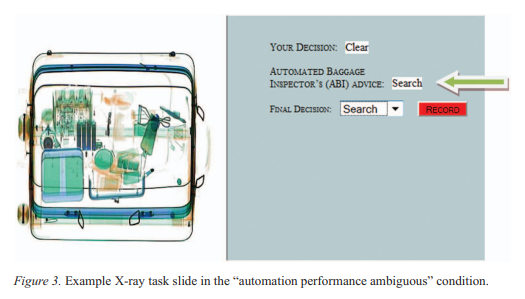 YOUR DECISION: Clear
AUTOMATED BAGGAGE
INSPECTOR'S (ABI) ADVICE: Search
FINAL DECISION: Search RECORD
Figure 3. Example X-ray task slide in the “automation performance ambiguous” condition.